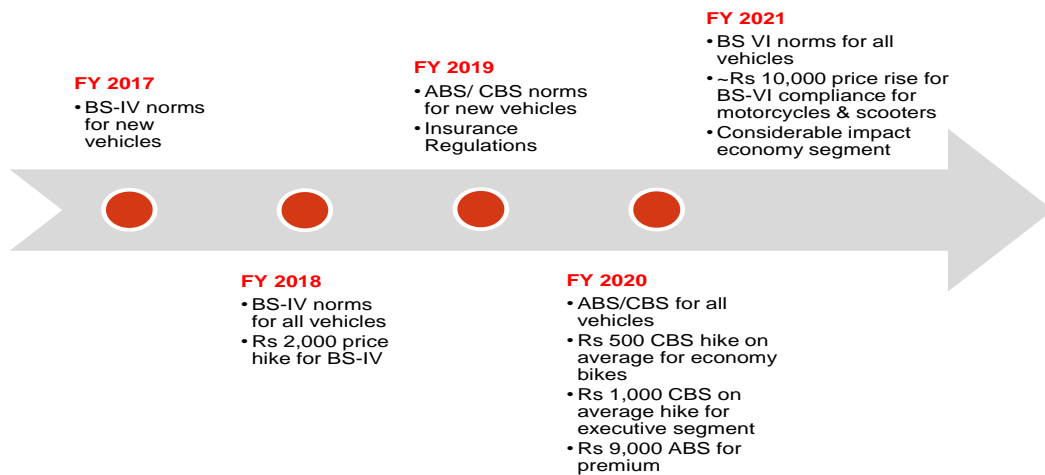 FY 2017
• BS-IV norms
for new
vehicles
FY 2018
• BS-IV norms
for all vehicles
• Rs 2,000 price
hike for BS-IV
FY 2019
• ABS/ CBS norms
for new vehicles
• Insurance
Regulations
FY 2020
• ABS/CBS for all
vehicles
• Rs 500 CBS hike on
average for economy
bikes
• Rs 1,000 CBS on
average hike for
executive segment
• Rs 9,000 ABS for
premium
FY 2021
• BS VI norms for all
vehicles
• ~Rs 10,000 price rise for
BS-VI compliance for
motorcycles & scooters
• Considerable impact
economy segment